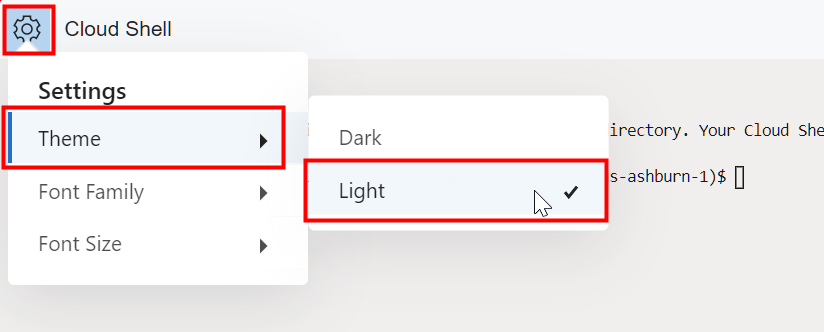 Cloud Shell
Settings
Theme
Font Family
Font Size
Dark
Light
irectory. Your Cloud She
s-ashburn-1)$